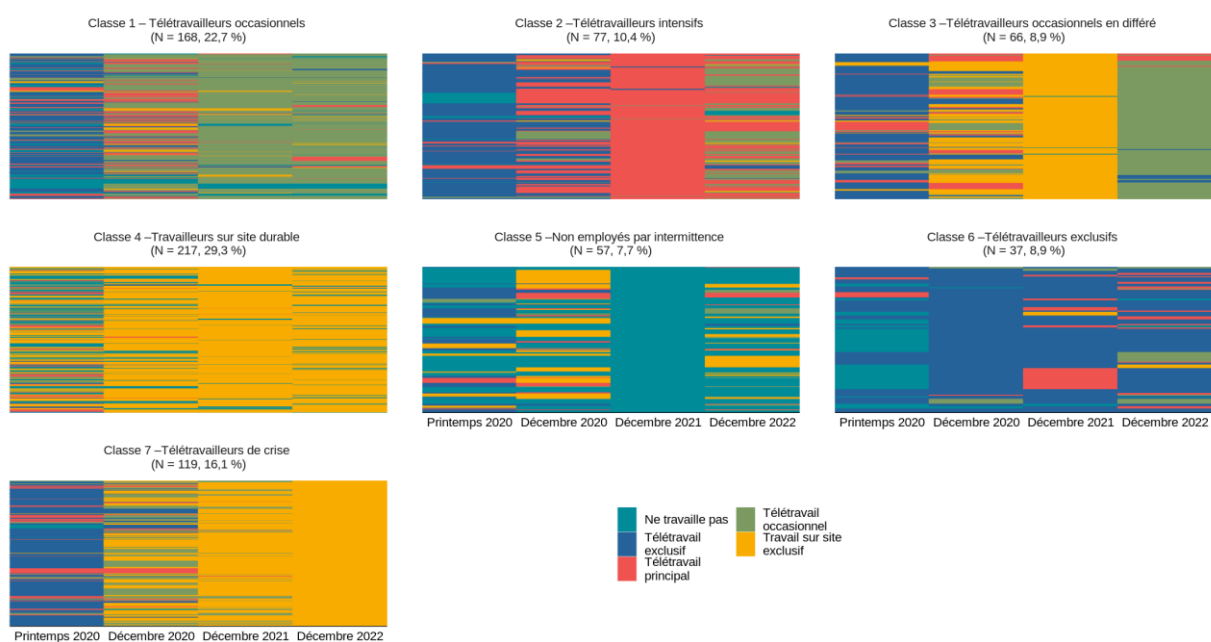 Classe 1 – Télétravailleurs occasionnels
(N = 168, 22,7 %)
Classe 2 – Télétravailleurs intensifs
(N = 77, 10,4 %)
Classe 3 –Télétravailleurs occasionnels en différé
(N = 66, 8,9 %)
Classe 4 –Travailleurs sur site durable
(N = 217, 29,3 %)
Classe 5 –Non employés par intermittence
(N = 57, 7,7 %)
Classe 6 –Télétravailleurs exclusifs
(N = 37, 8,9 %)
Printemps 2020 Décembre 2020 Décembre 2021 Décembre 2022
Printemps 2020 Décembre 2020 Décembre 2021 Décembre 2022
Classe 7 –Télétravailleurs de crise
(N = 119, 16,1 %)
Printemps 2020 Décembre 2020 Décembre 2021 Décembre 2022
Ne travaille pas
Télétravail
exclusif
Télétravail
principal
Télétravail
occasionnel
Travail sur site
exclusif